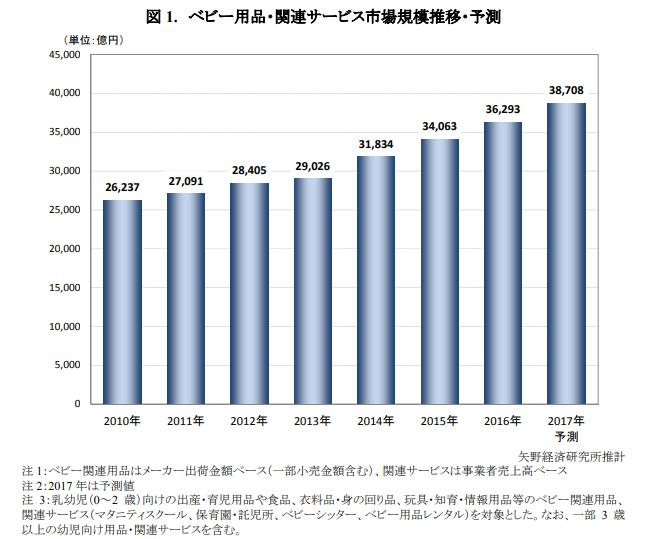 図 1. ベビー用品・関連サービス市場規模推移・予測
(単位:億円)
45,000
40,000
35,000
30,000
25,000
20,000
15,000
10,000
5,000
0
26,237
27,091
28,405
29,026
31,834
34,063
36,293
38,708
2010年 2011年 2012年 2013年 2014年 2015年 2016年 2017年
予測
矢野経済研究所推計
注 1:ベビー関連用品はメーカー出荷金額ベース(一部小売金額含む)、関連サービスは事業者売上高ベース
注 2:2017 年は予測値
注 3:乳幼児(0~2 歳)向けの出産・育児用品や食品、衣料品・身の回り品、玩具・知育・情報用品等のベビー関連用品、
関連サービス(マタニティスクール、保育園・託児所、ベビーシッター、ベビー用品レンタル)を対象とした。なお、一部 3 歳
以上の幼児向け用品・関連サービスを含む。